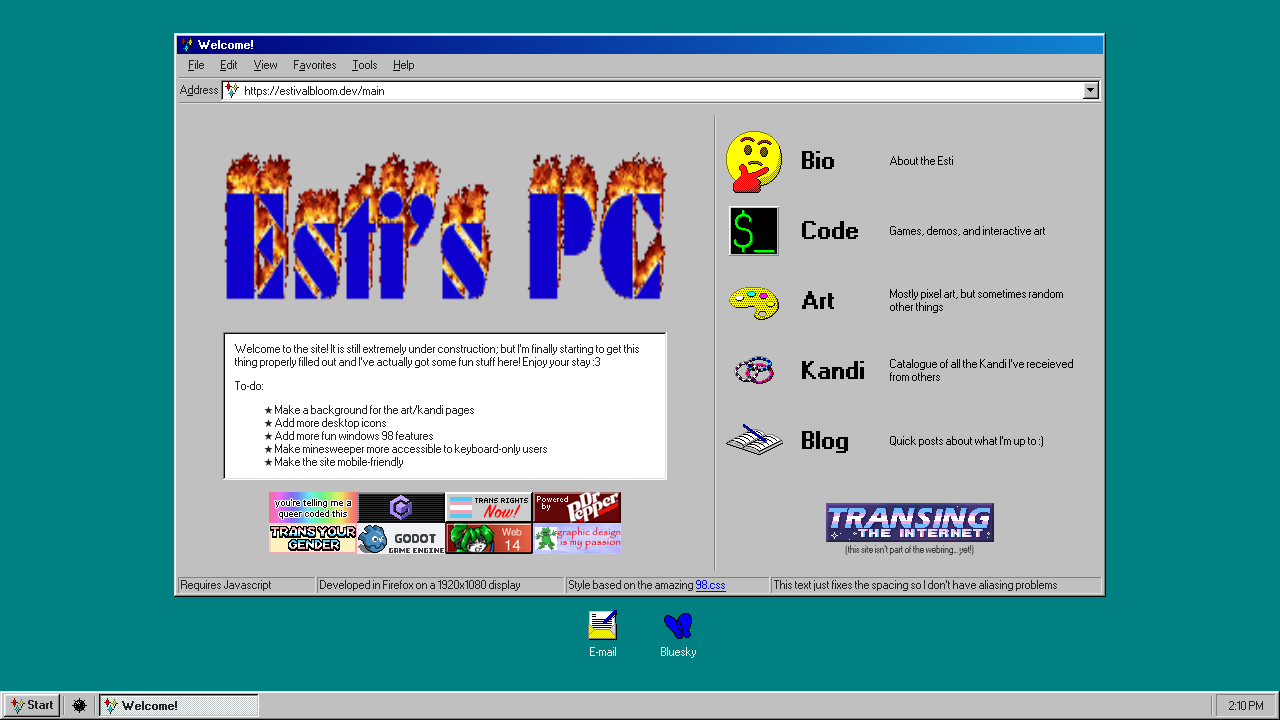 Welcome!
File Edit View Favorites Tools Help
Address https://estivalbloom.dev/main
Esti's PC
Welcome to the site! It is still extremely under construction; but I'm finally starting to get this
thing properly filled out and I've actually got some fun stuff here! Enjoy your stay :3
To-do:
★ Make a background for the art/kandi pages
★ Add more desktop icons
★ Add more fun windows 98 features
★ Make minesweeper more accessible to keyboard-only users
★ Make the site mobile-friendly
you're telling me a
queer coded this
TRANS RIGHTS
Now!
Powered
by
Dr
Pepper
TRANS YOUR
GENDER
GODOT
GAME ENGINE
Web
14
graphic design
is my passion
Bio
About the Esti
$_
Code
Games, demos, and interactive art
Art
Mostly pixel art, but sometimes random
other things
Kandi
Catalogue of all the Kandi I've receieved
from others
Blog
Quick posts about what I'm up to :)
TRANSING
THE INTERNET
(this site isn't part of the webring...yet!)
Requires Javascript
Developed in Firefox on a 1920x1080 display
Style based on the amazing 98.css
This text just fixes the spacing so I don't have aliasing problems
E-mail
Bluesky
Start
Welcome!
2:10 PM